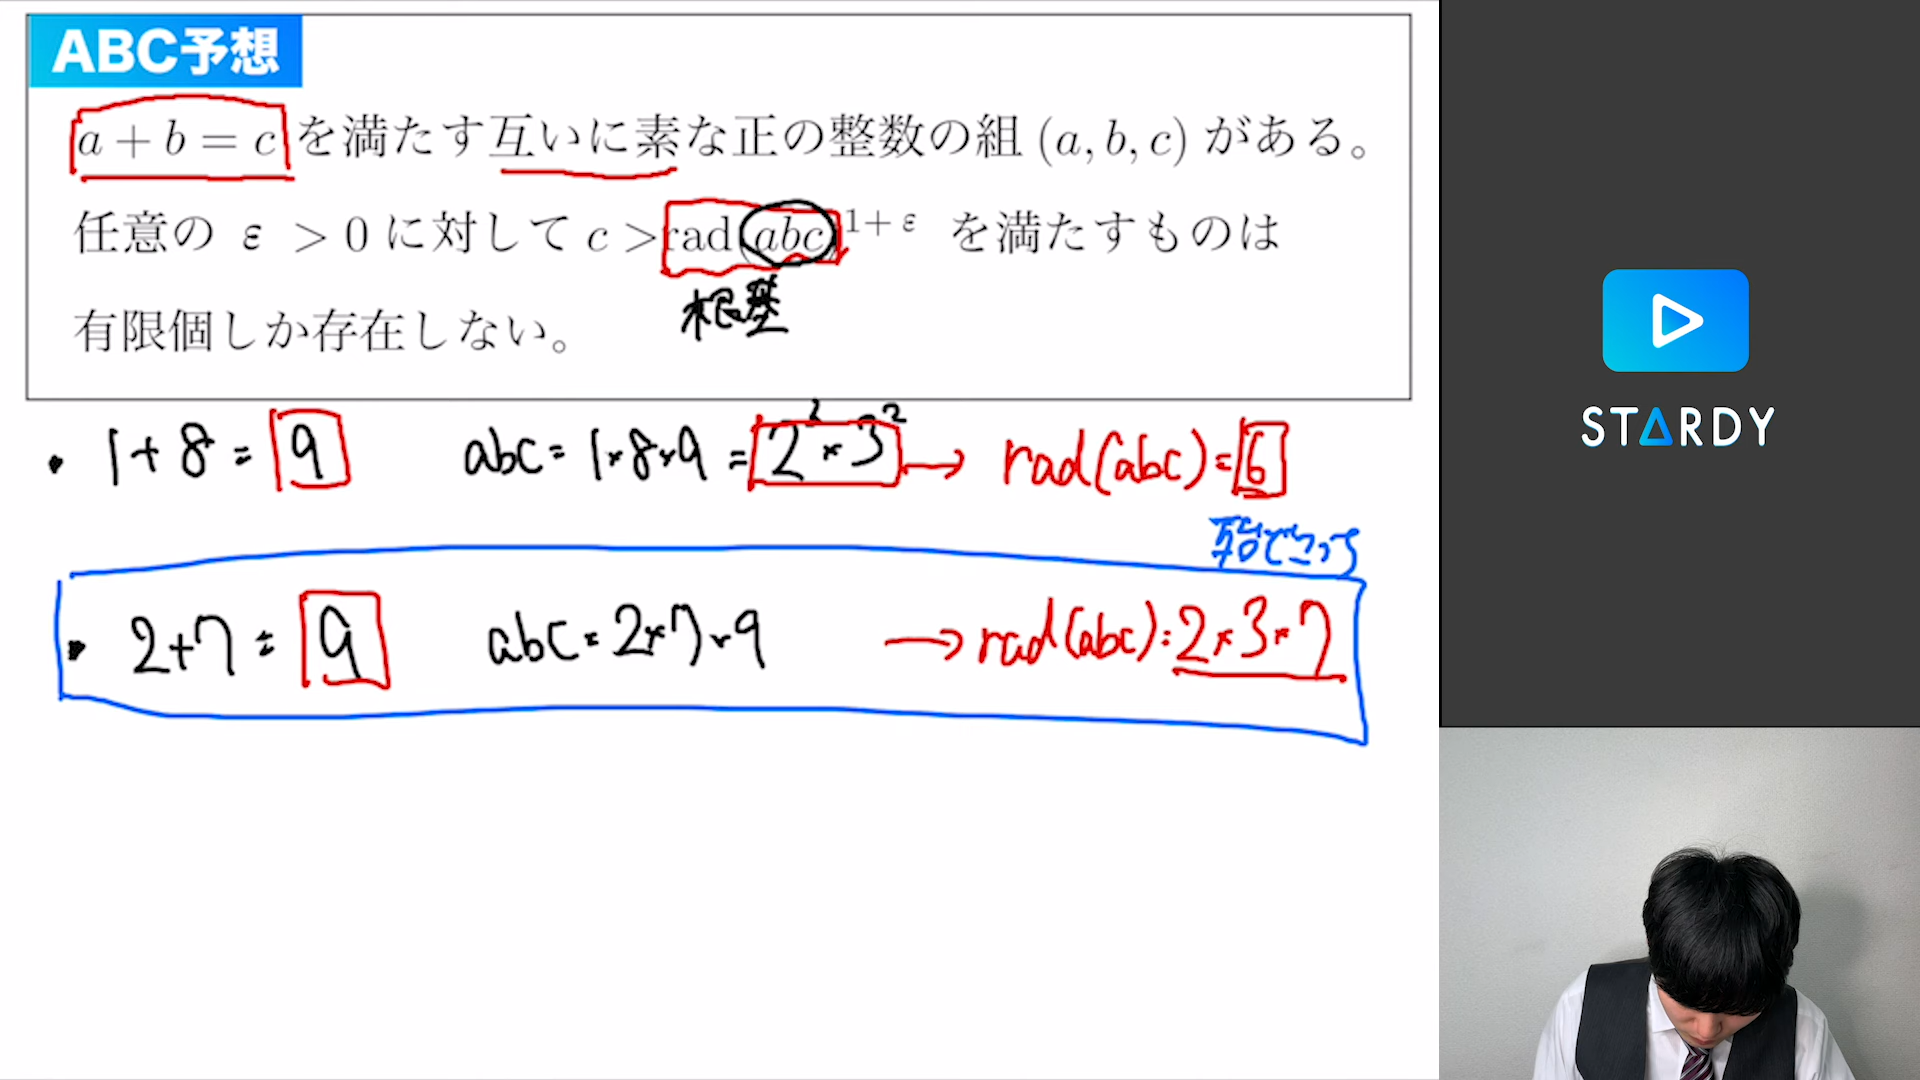 ABC予想
a + b = c を満たす互いに素な正の整数の組 (a, b, c) がある。
任意の ε > 0 に対して c > rad(abc)^{1+ε} を満たすものは
有限個しか存在しない。
根基
・ 1+8=9 abc=1×8×9=2^3×3^2 → rad(abc)=6
・ 2+7=9 abc=2×7×9 → rad(abc)=2×3×7
STARDY